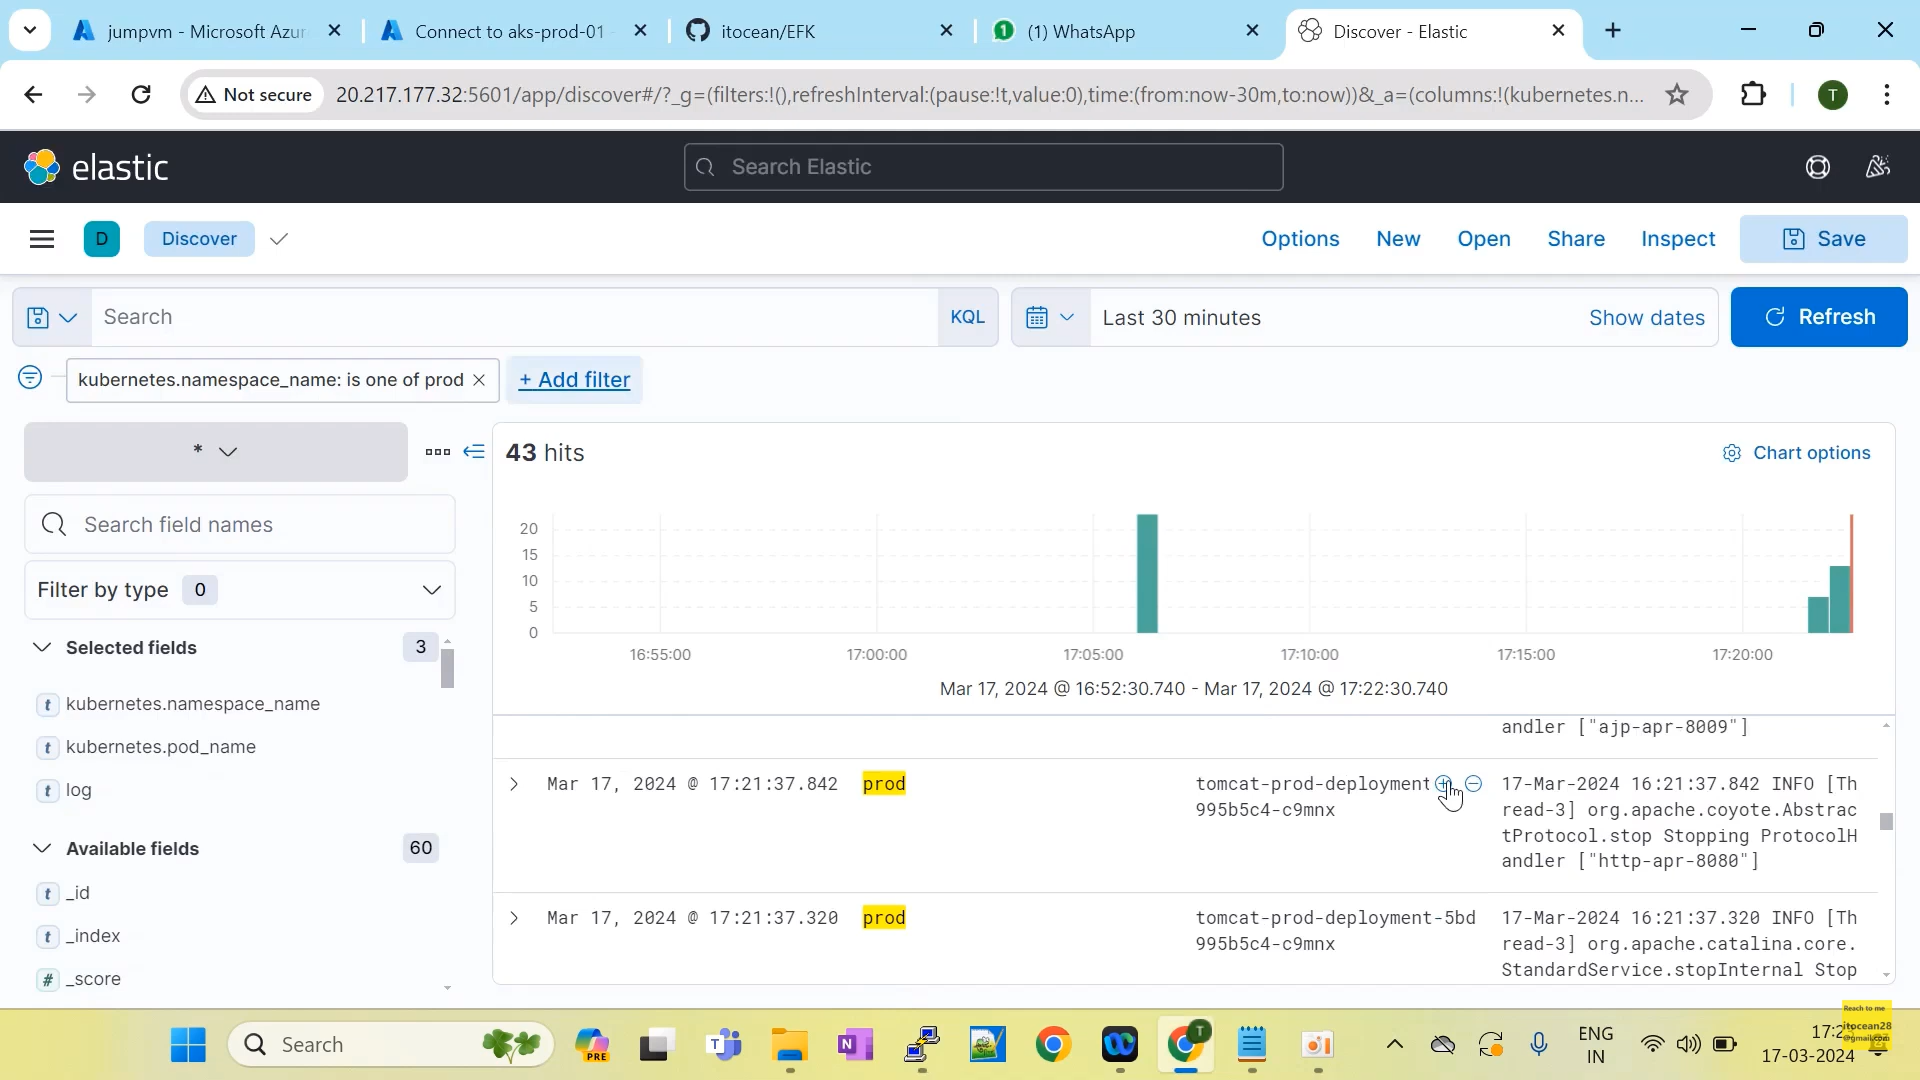 jumpvm - Microsoft Azur
Connect to aks-prod-01
itocean/EFK
(1) WhatsApp
Discover - Elastic
Not secure
20.217.177.32:5601/app/discover#/?_g=(filters:!(),refreshInterval:(pause:!t,value:0),time:(from:now-30m,to:now))&_a=(columns:!(kubernetes.n...
T
elastic
Search Elastic
D
Discover
Options
New
Open
Share
Inspect
Save
Search
KQL
Last 30 minutes
Show dates
Refresh
kubernetes.namespace_name: is one of prod
+ Add filter
*
43 hits
Chart options
Search field names
Filter by type 0
Selected fields 3
kubernetes.namespace_name
kubernetes.pod_name
log
Available fields 60
_id
_index
_score
20
15
10
5
0
16:55:00
17:00:00
17:05:00
17:10:00
17:15:00
17:20:00
Mar 17, 2024 @ 16:52:30.740 - Mar 17, 2024 @ 17:22:30.740
andler ["ajp-apr-8009"]
Mar 17, 2024 @ 17:21:37.842 prod tomcat-prod-deployment 17-Mar-2024 16:21:37.842 INFO [Th
995b5c4-c9mnx read-3] org.apache.coyote.Abstrac
tProtocol.stop Stopping ProtocolH
andler ["http-apr-8080"]
Mar 17, 2024 @ 17:21:37.320 prod tomcat-prod-deployment-5bd 17-Mar-2024 16:21:37.320 INFO [Th
995b5c4-c9mnx read-3] org.apache.catalina.core.
StandardService.stopInternal Stop
Search
PRE
ENG
IN
17:2
17-03-2024
Reach to me
itocean28
@gmail.com